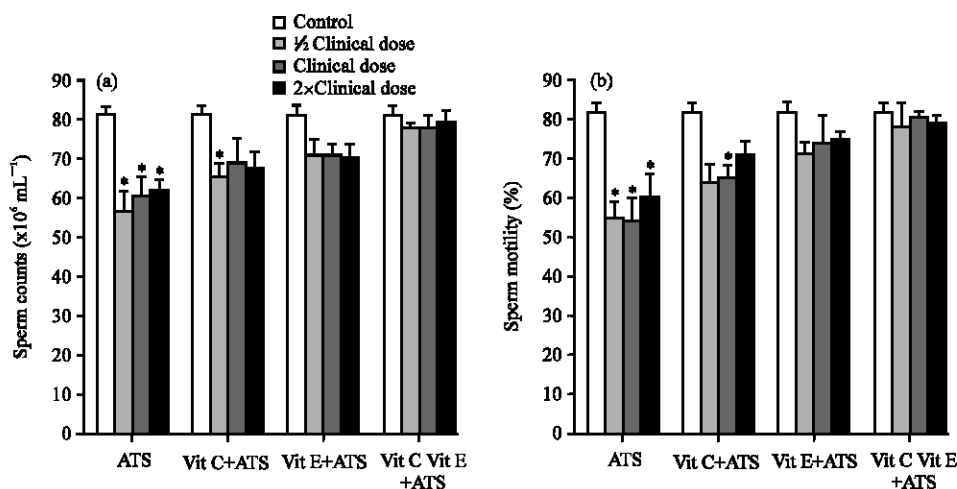 Control
½ Clinical dose
Clinical dose
2×Clinical dose
(a)
90
80
70
60
50
40
30
20
10
0
Sperm counts (x10⁶ mL⁻¹)
*
*
*
*
ATS
Vit C+ATS
Vit E+ATS
Vit C Vit E
+ATS
(b)
90
80
70
60
50
40
30
20
10
0
Sperm motility (%)
*
*
*
*
ATS
Vit C+ATS
Vit E+ATS
Vit C Vit E
+ATS